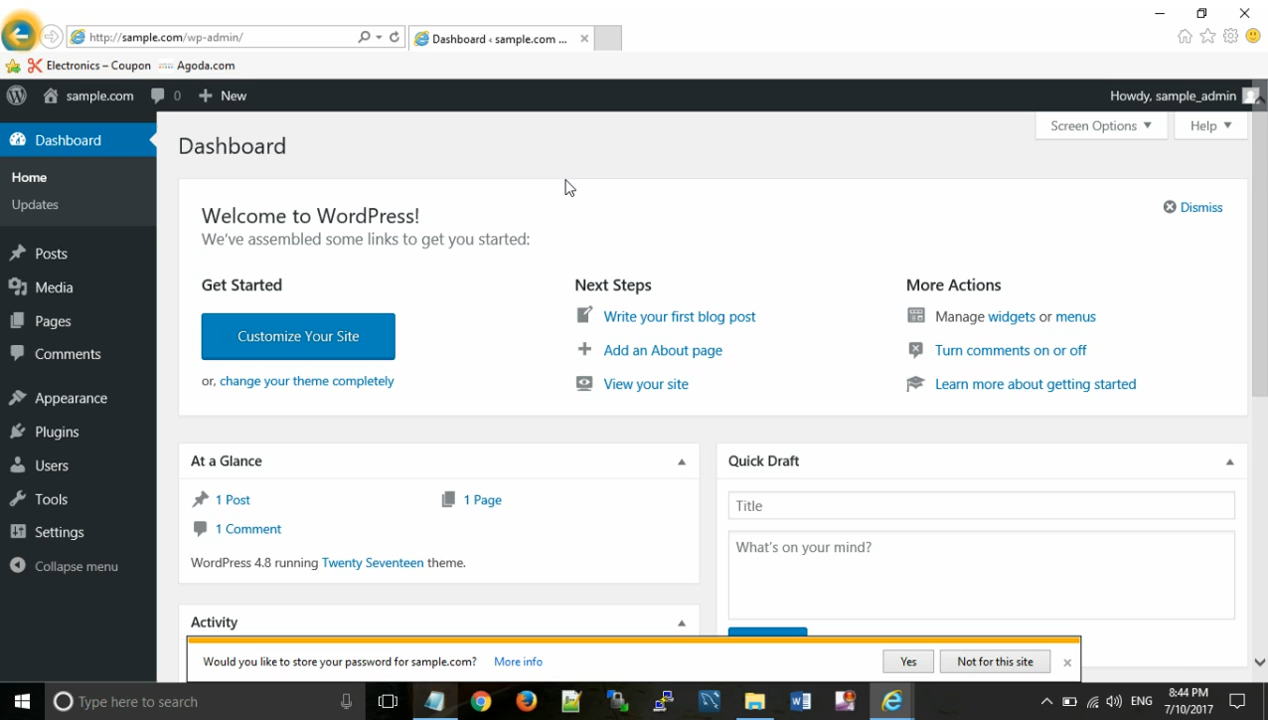 http://sample.com/wp-admin/
Dashboard ‹ sample.com ...
Electronics – Coupon
Agoda.com
sample.com
0
New
Howdy, sample_admin
Dashboard
Home
Updates
Posts
Media
Pages
Comments
Appearance
Plugins
Users
Tools
Settings
Collapse menu
Screen Options
Help
Dashboard
Welcome to WordPress!
We've assembled some links to get you started:
Dismiss
Get Started
Customize Your Site
or, change your theme completely
Next Steps
Write your first blog post
Add an About page
View your site
More Actions
Manage widgets or menus
Turn comments on or off
Learn more about getting started
At a Glance
1 Post
1 Page
1 Comment
WordPress 4.8 running Twenty Seventeen theme.
Activity
Quick Draft
Title
What's on your mind?
Would you like to store your password for sample.com?
More info
Yes
Not for this site
Type here to search
ENG
8:44 PM
7/10/2017